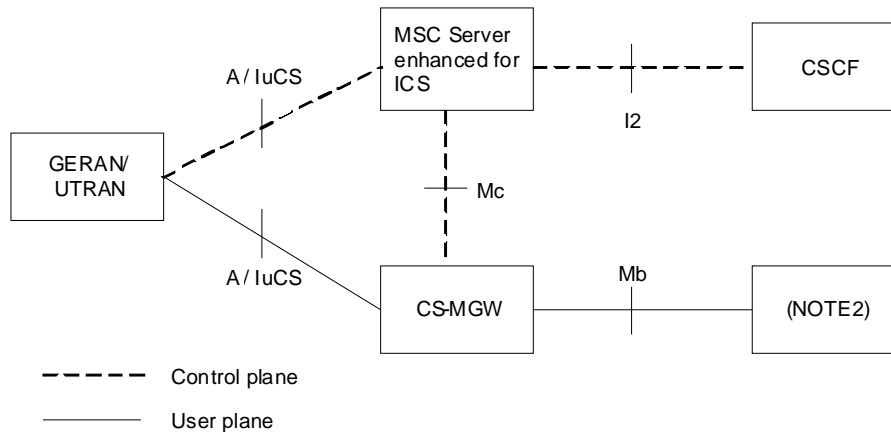 MSC Server
enhanced for
ICS
CSCF
A / IuCS
I2
GERAN/
UTRAN
Mc
A / IuCS
CS-MGW
Mb
(NOTE2)
Control plane
User plane